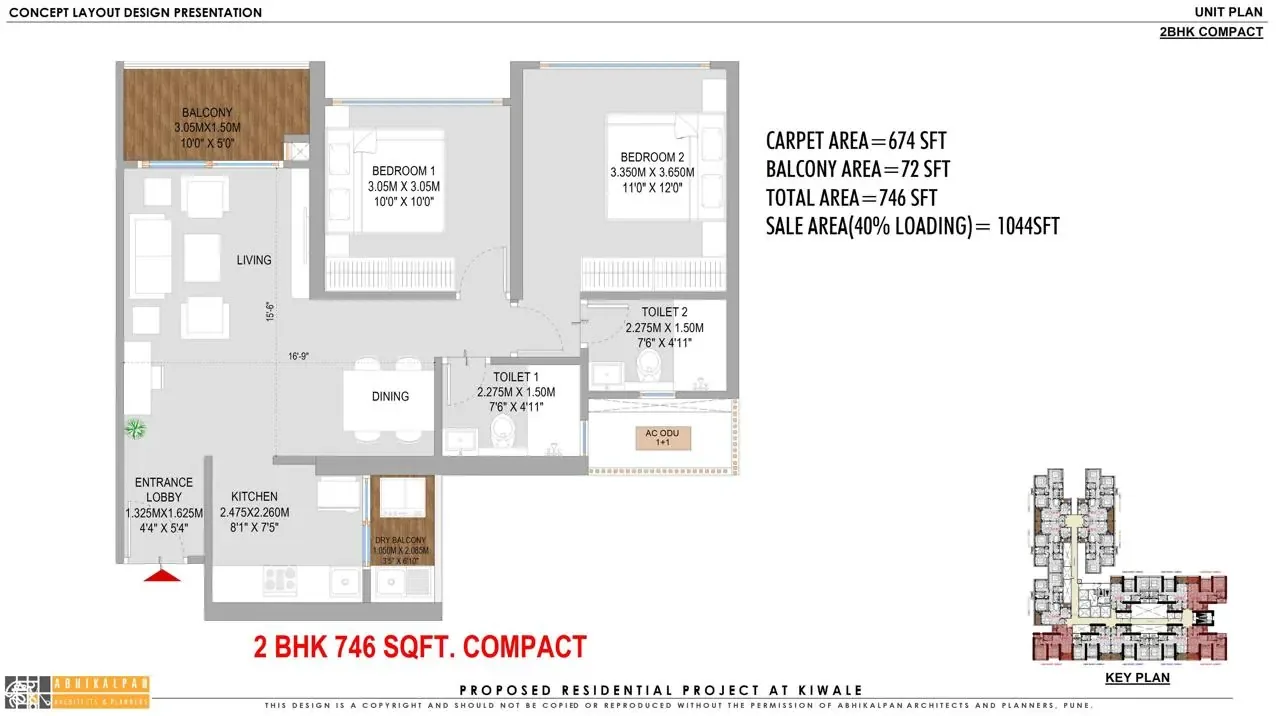 CONCEPT LAYOUT DESIGN PRESENTATION
UNIT PLAN
2BHK COMPACT
BALCONY
3.05MX1.50M
10'0" X 5'0"
BEDROOM 1
3.05M X 3.05M
10'0" X 10'0"
BEDROOM 2
3.350M X 3.650M
11'0" X 12'0"
CARPET AREA=674 SFT
BALCONY AREA=72 SFT
TOTAL AREA=746 SFT
SALE AREA(40% LOADING)= 1044SFT
LIVING
15'-6"
16'-9"
TOILET 2
2.275M X 1.50M
7'6" X 4'11"
DINING
TOILET 1
2.275M X 1.50M
7'6" X 4'11"
AC ODU
1+1
ENTRANCE
LOBBY
1.325MX1.625M
4'4" X 5'4"
KITCHEN
2.475X2.260M
8'1" X 7'5"
DRY BALCONY
1.050M X 2.085M
3'5" X 6'10"
2 BHK 746 SQFT. COMPACT
KEY PLAN
ABHIKALPAN
ARCHITECTS & PLANNERS
PROPOSED RESIDENTIAL PROJECT AT KIWALE
THIS DESIGN IS A COPYRIGHT AND SHOULD NOT BE COPIED OR REPRODUCED WITHOUT THE PERMISSION OF ABHIKALPAN ARCHITECTS AND PLANNERS, PUNE.